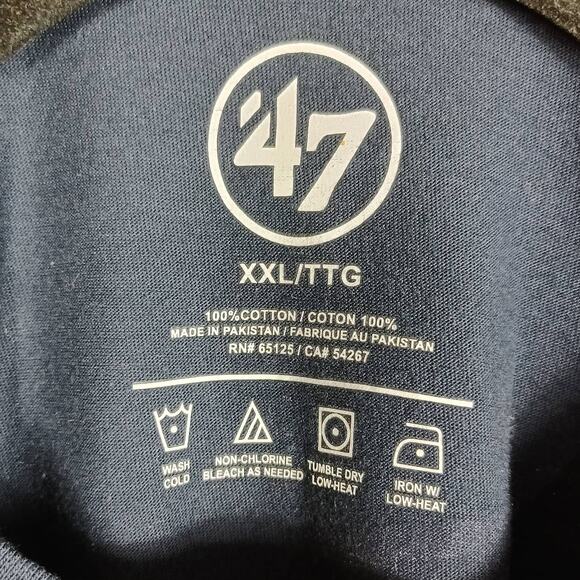 '47
XXL/TTG
100%COTTON / COTON 100%
MADE IN PAKISTAN / FABRIQUE AU PAKISTAN
RN# 65125 / CA# 54267
WASH
COLD
NON-CHLORINE
BLEACH AS NEEDED
TUMBLE DRY
LOW-HEAT
IRON W/
LOW-HEAT